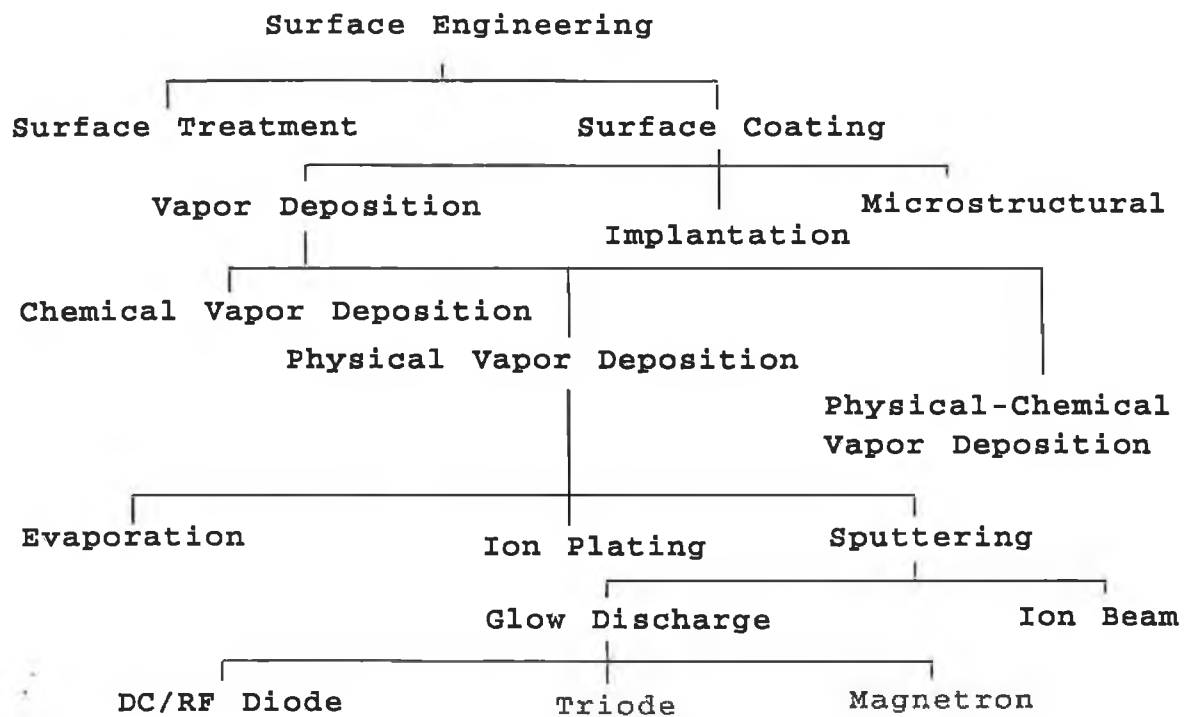 Surface Engineering
Surface Treatment
Surface Coating
Vapor Deposition
Microstructural
Implantation
Chemical Vapor Deposition
Physical Vapor Deposition
Physical-Chemical
Vapor Deposition
Evaporation
Ion Plating
Sputtering
Glow Discharge
Ion Beam
DC/RF Diode
Triode
Magnetron